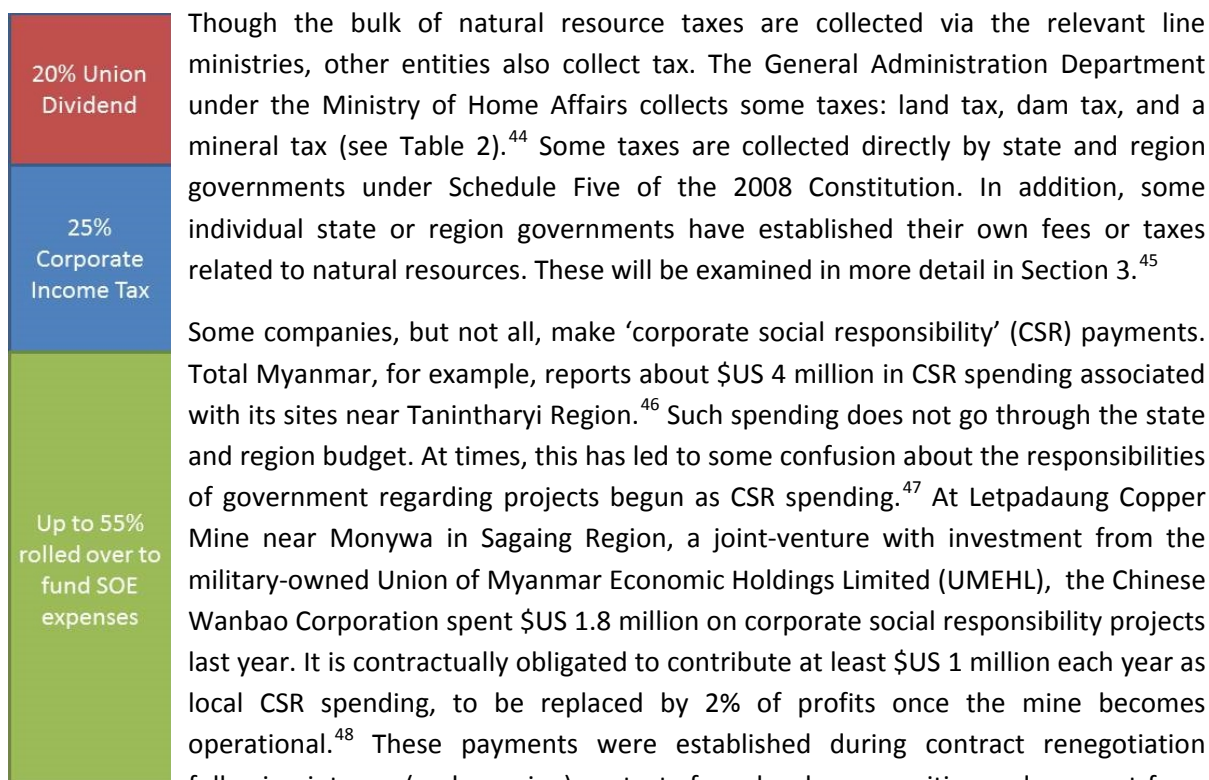 20% Union
Dividend
25%
Corporate
Income Tax
Up to 55%
rolled over to
fund SOE
expenses
Though the bulk of natural resource taxes are collected via the relevant line
ministries, other entities also collect tax. The General Administration Department
under the Ministry of Home Affairs collects some taxes: land tax, dam tax, and a
mineral tax (see Table 2).44 Some taxes are collected directly by state and region
governments under Schedule Five of the 2008 Constitution. In addition, some
individual state or region governments have established their own fees or taxes
related to natural resources. These will be examined in more detail in Section 3.45
Some companies, but not all, make ‘corporate social responsibility’ (CSR) payments.
Total Myanmar, for example, reports about $US 4 million in CSR spending associated
with its sites near Tanintharyi Region.46 Such spending does not go through the state
and region budget. At times, this has led to some confusion about the responsibilities
of government regarding projects begun as CSR spending.47 At Letpadaung Copper
Mine near Monywa in Sagaing Region, a joint-venture with investment from the
military-owned Union of Myanmar Economic Holdings Limited (UMEHL), the Chinese
Wanbao Corporation spent $US 1.8 million on corporate social responsibility projects
last year. It is contractually obligated to contribute at least $US 1 million each year as
local CSR spending, to be replaced by 2% of profits once the mine becomes
operational.48 These payments were established during contract renegotiation